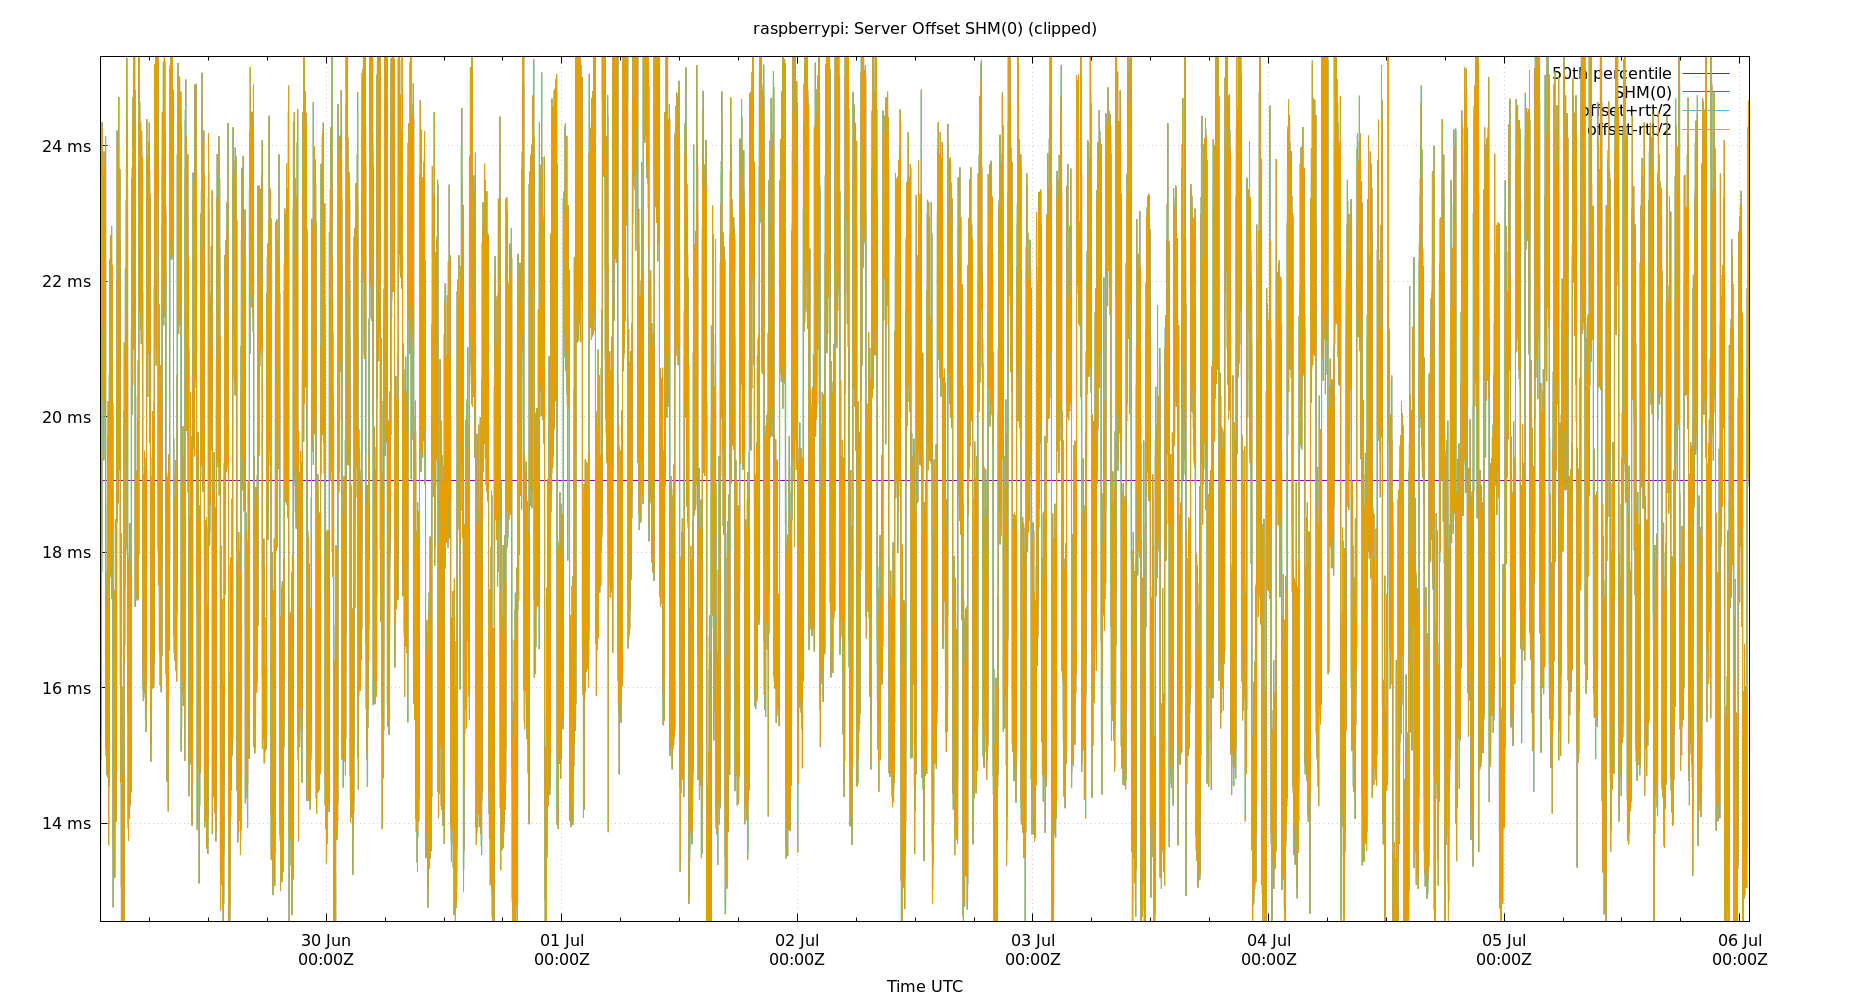 raspberrypi: Server Offset SHM(0) (clipped)
50th percentile
SHM(0)
offset+rtt/2
offset-rtt/2
24 ms
22 ms
20 ms
18 ms
16 ms
14 ms
30 Jun 01 Jul 02 Jul 03 Jul 04 Jul 05 Jul 06 Jul
00:00Z 00:00Z 00:00Z 00:00Z 00:00Z 00:00Z 00:00Z
Time UTC